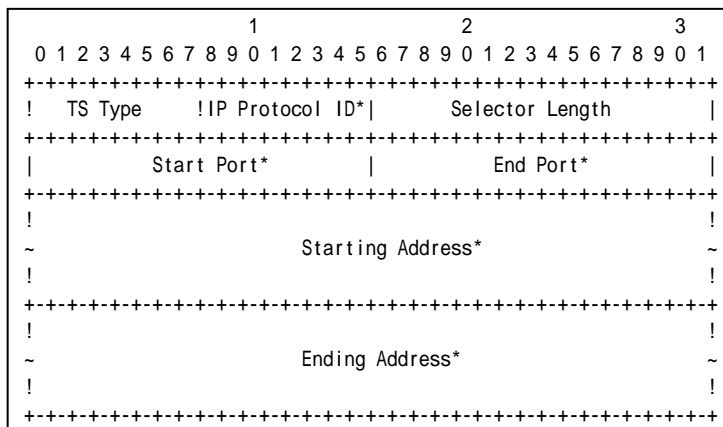 1                   2                   3
 0 1 2 3 4 5 6 7 8 9 0 1 2 3 4 5 6 7 8 9 0 1 2 3 4 5 6 7 8 9 0 1
+-+-+-+-+-+-+-+-+-+-+-+-+-+-+-+-+-+-+-+-+-+-+-+-+-+-+-+-+-+-+-+-+
!   TS Type     !IP Protocol ID*|       Selector Length         |
+-+-+-+-+-+-+-+-+-+-+-+-+-+-+-+-+-+-+-+-+-+-+-+-+-+-+-+-+-+-+-+-+
|           Start Port*         |           End Port*           |
+-+-+-+-+-+-+-+-+-+-+-+-+-+-+-+-+-+-+-+-+-+-+-+-+-+-+-+-+-+-+-+-+
!                                                               !
~                         Starting Address*                     ~
!                                                               !
+-+-+-+-+-+-+-+-+-+-+-+-+-+-+-+-+-+-+-+-+-+-+-+-+-+-+-+-+-+-+-+-+
!                                                               !
~                         Ending Address*                       ~
!                                                               !
+-+-+-+-+-+-+-+-+-+-+-+-+-+-+-+-+-+-+-+-+-+-+-+-+-+-+-+-+-+-+-+-+